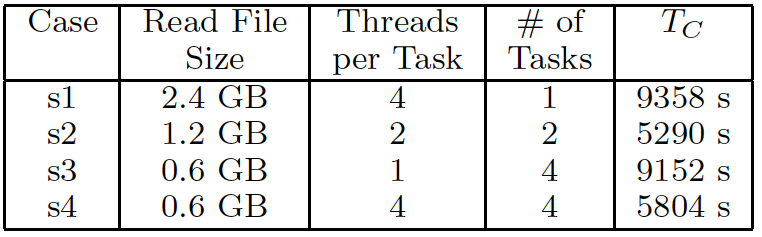 Case Read File Threads # of T_C
Size per Task Tasks
s1 2.4 GB 4 1 9358 s
s2 1.2 GB 2 2 5290 s
s3 0.6 GB 1 4 9152 s
s4 0.6 GB 4 4 5804 s